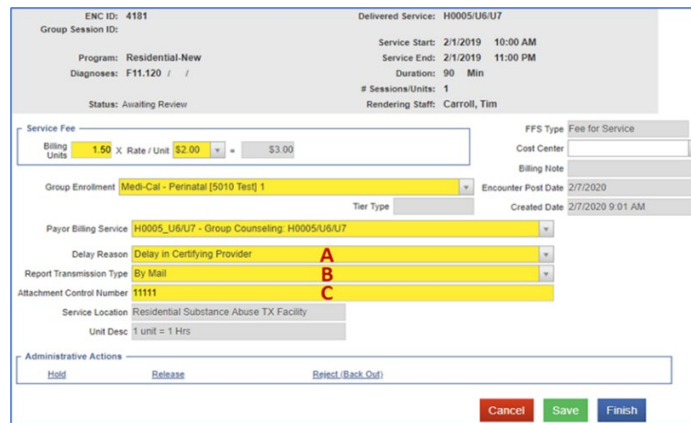 ENC ID: 4181 Delivered Service: H0005/U6/U7
Group Session ID:
Service Start: 2/1/2019 10:00 AM
Program: Residential-New Service End: 2/1/2019 11:00 PM
Diagnoses: F11.120 / / Duration: 90 Min
# Sessions/Units: 1
Status: Awaiting Review Rendering Staff: Carroll, Tim
Service Fee FFS Type Fee for Service
Billing Units 1.50 X Rate / Unit $2.00 = $3.00 Cost Center
Billing Note
Group Enrollment Medi-Cal - Perinatal [5010 Test] 1 Encounter Post Date 2/7/2020
Tier Type Created Date 2/7/2020 9:01 AM
Payor Billing Service H0005_U6/U7 - Group Counseling: H0005/U6/U7
Delay Reason Delay in Certifying Provider A
Report Transmission Type By Mail B
Attachment Control Number 11111 C
Service Location Residential Substance Abuse TX Facility
Unit Desc 1 unit = 1 Hrs
Administrative Actions
Hold Release Reject (Back Out)
Cancel Save Finish